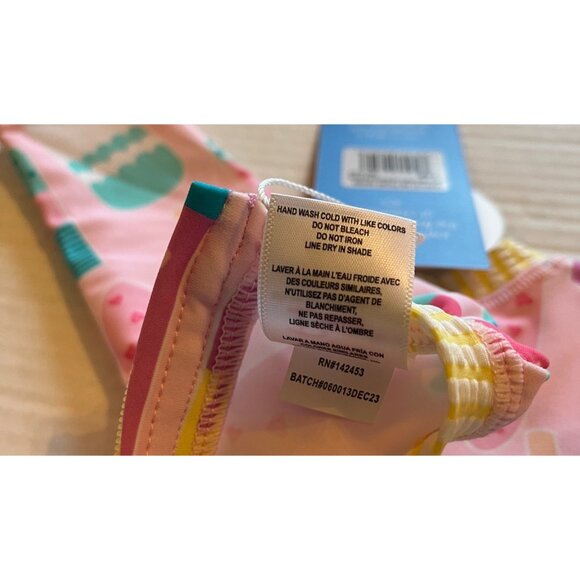 HAND WASH COLD WITH LIKE COLORS
DO NOT BLEACH
DO NOT IRON
LINE DRY IN SHADE
LAVER À LA MAIN L'EAU FROIDE AVEC
DES COULEURS SIMILAIRES,
N'UTILISEZ PAS D'AGENT DE
BLANCHIMENT,
NE PAS REPASSER,
LIGNE SÈCHE À L'OMBRE
LAVAR A MANO AGUA FRÍA CON
RN#142453
BATCH#060013DEC23